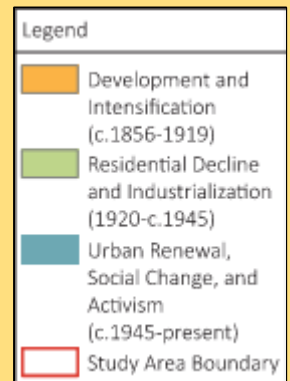 Legend
Development and
Intensification
(c.1856-1919)
Residential Decline
and Industrialization
(1920-c.1945)
Urban Renewal,
Social Change, and
Activism
(c.1945-present)
Study Area Boundary